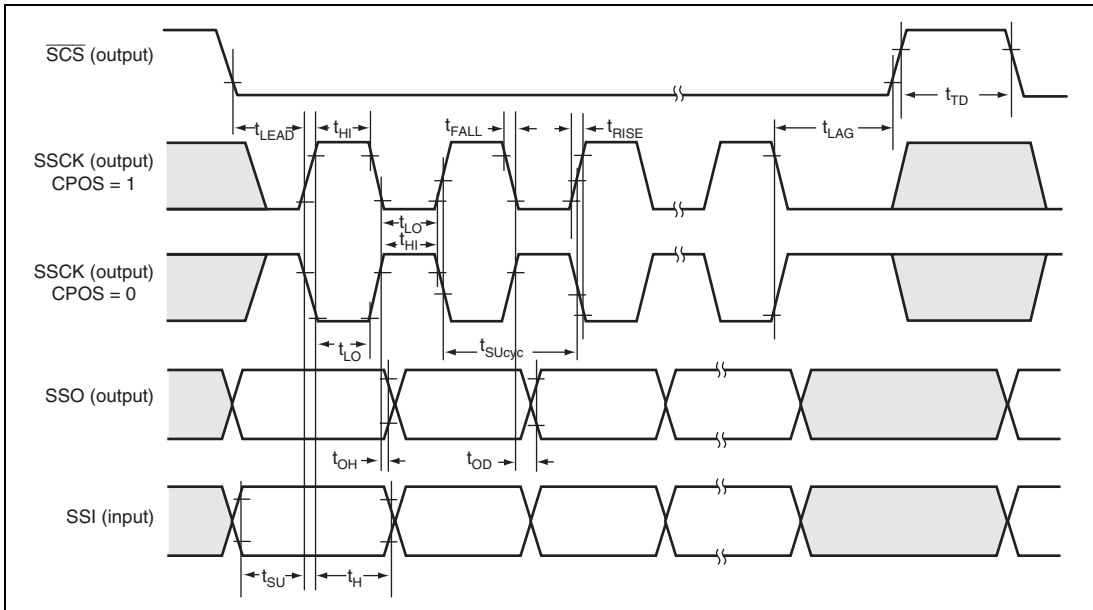 SCS (output)
tTD
tLEAD
tHI
tFALL
tRISE
tLAG
SSCK (output)
CPOS = 1
tLO
tHI
SSCK (output)
CPOS = 0
tLO
tSUcyc
SSO (output)
tOH
tOD
SSI (input)
tSU
tH